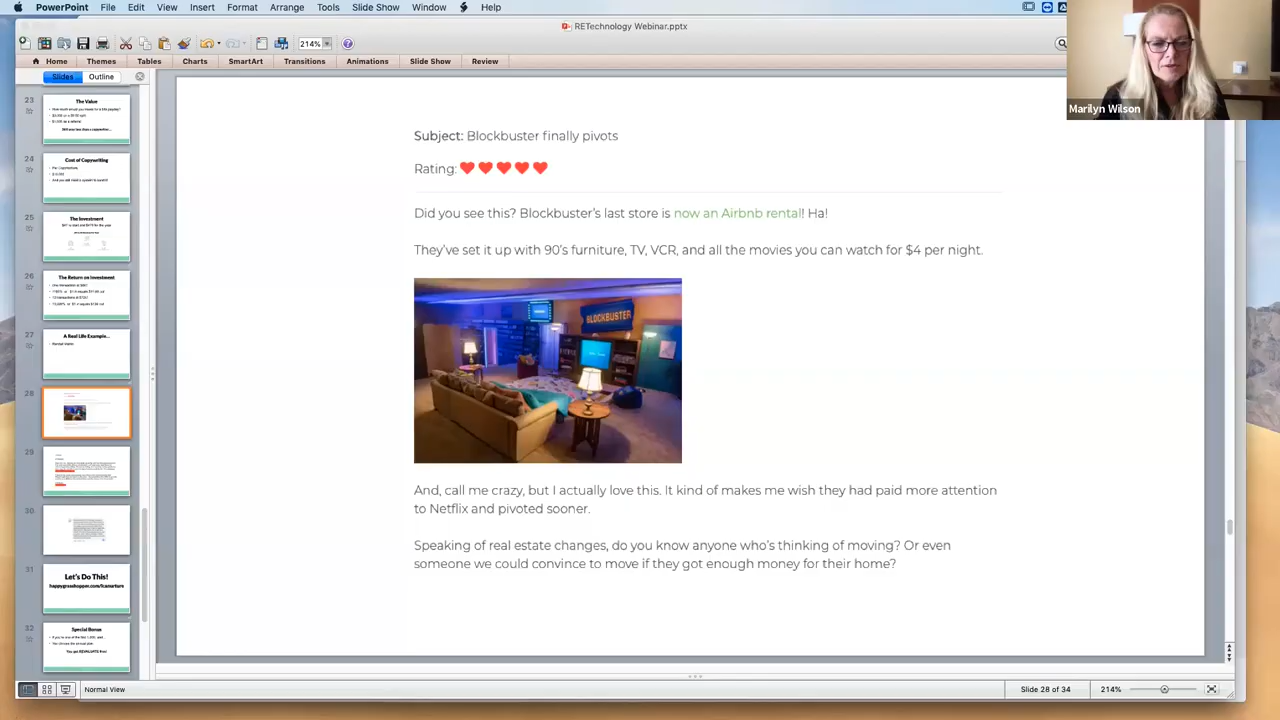 PowerPoint File Edit View Insert Format Arrange Tools Slide Show Window Help
RETechnology Webinar.pptx
214%
Home Themes Tables Charts SmartArt Transitions Animations Slide Show Review
Slides Outline
23
The Value
24
Cost of Copywriting
25
The Investment
26
The Return on Investment
27
A Real Life Example...
28
29
30
31
Let's Do This!
32
Special Bonus
Subject: Blockbuster finally pivots
Rating:
Did you see this? Blockbuster's last store is now an Airbnb rental! Ha!
They've set it up with 90's furniture, TV, VCR, and all the movies you can watch for $4 per night.
BLOCKBUSTER
And, call me crazy, but I actually love this. It kind of makes me wish they had paid more attention
to Netflix and pivoted sooner.
Speaking of real estate changes, do you know anyone who's thinking of moving? Or even
someone we could convince to move if they got enough money for their home?
Marilyn Wilson
Normal View
Slide 28 of 34
214%